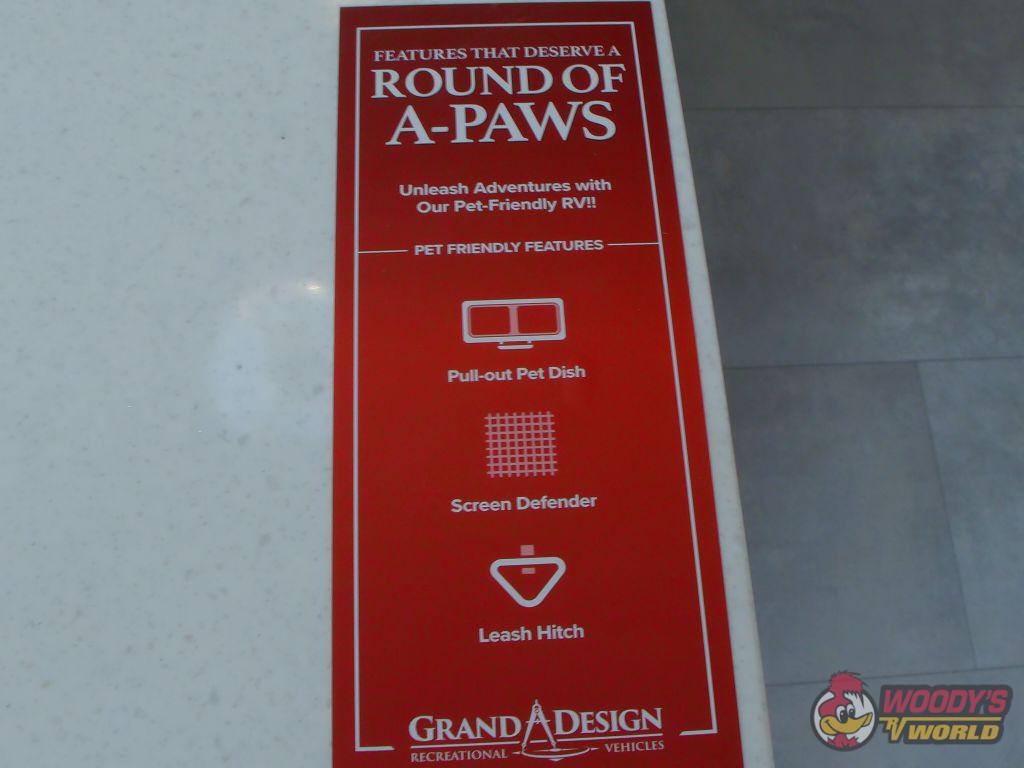 FEATURES THAT DESERVE A
ROUND OF
A-PAWS
Unleash Adventures with
Our Pet-Friendly RV!!
PET FRIENDLY FEATURES
Pull-out Pet Dish
Screen Defender
Leash Hitch
GRAND DESIGN
RECREATIONAL VEHICLES
WOODY'S
RV WORLD